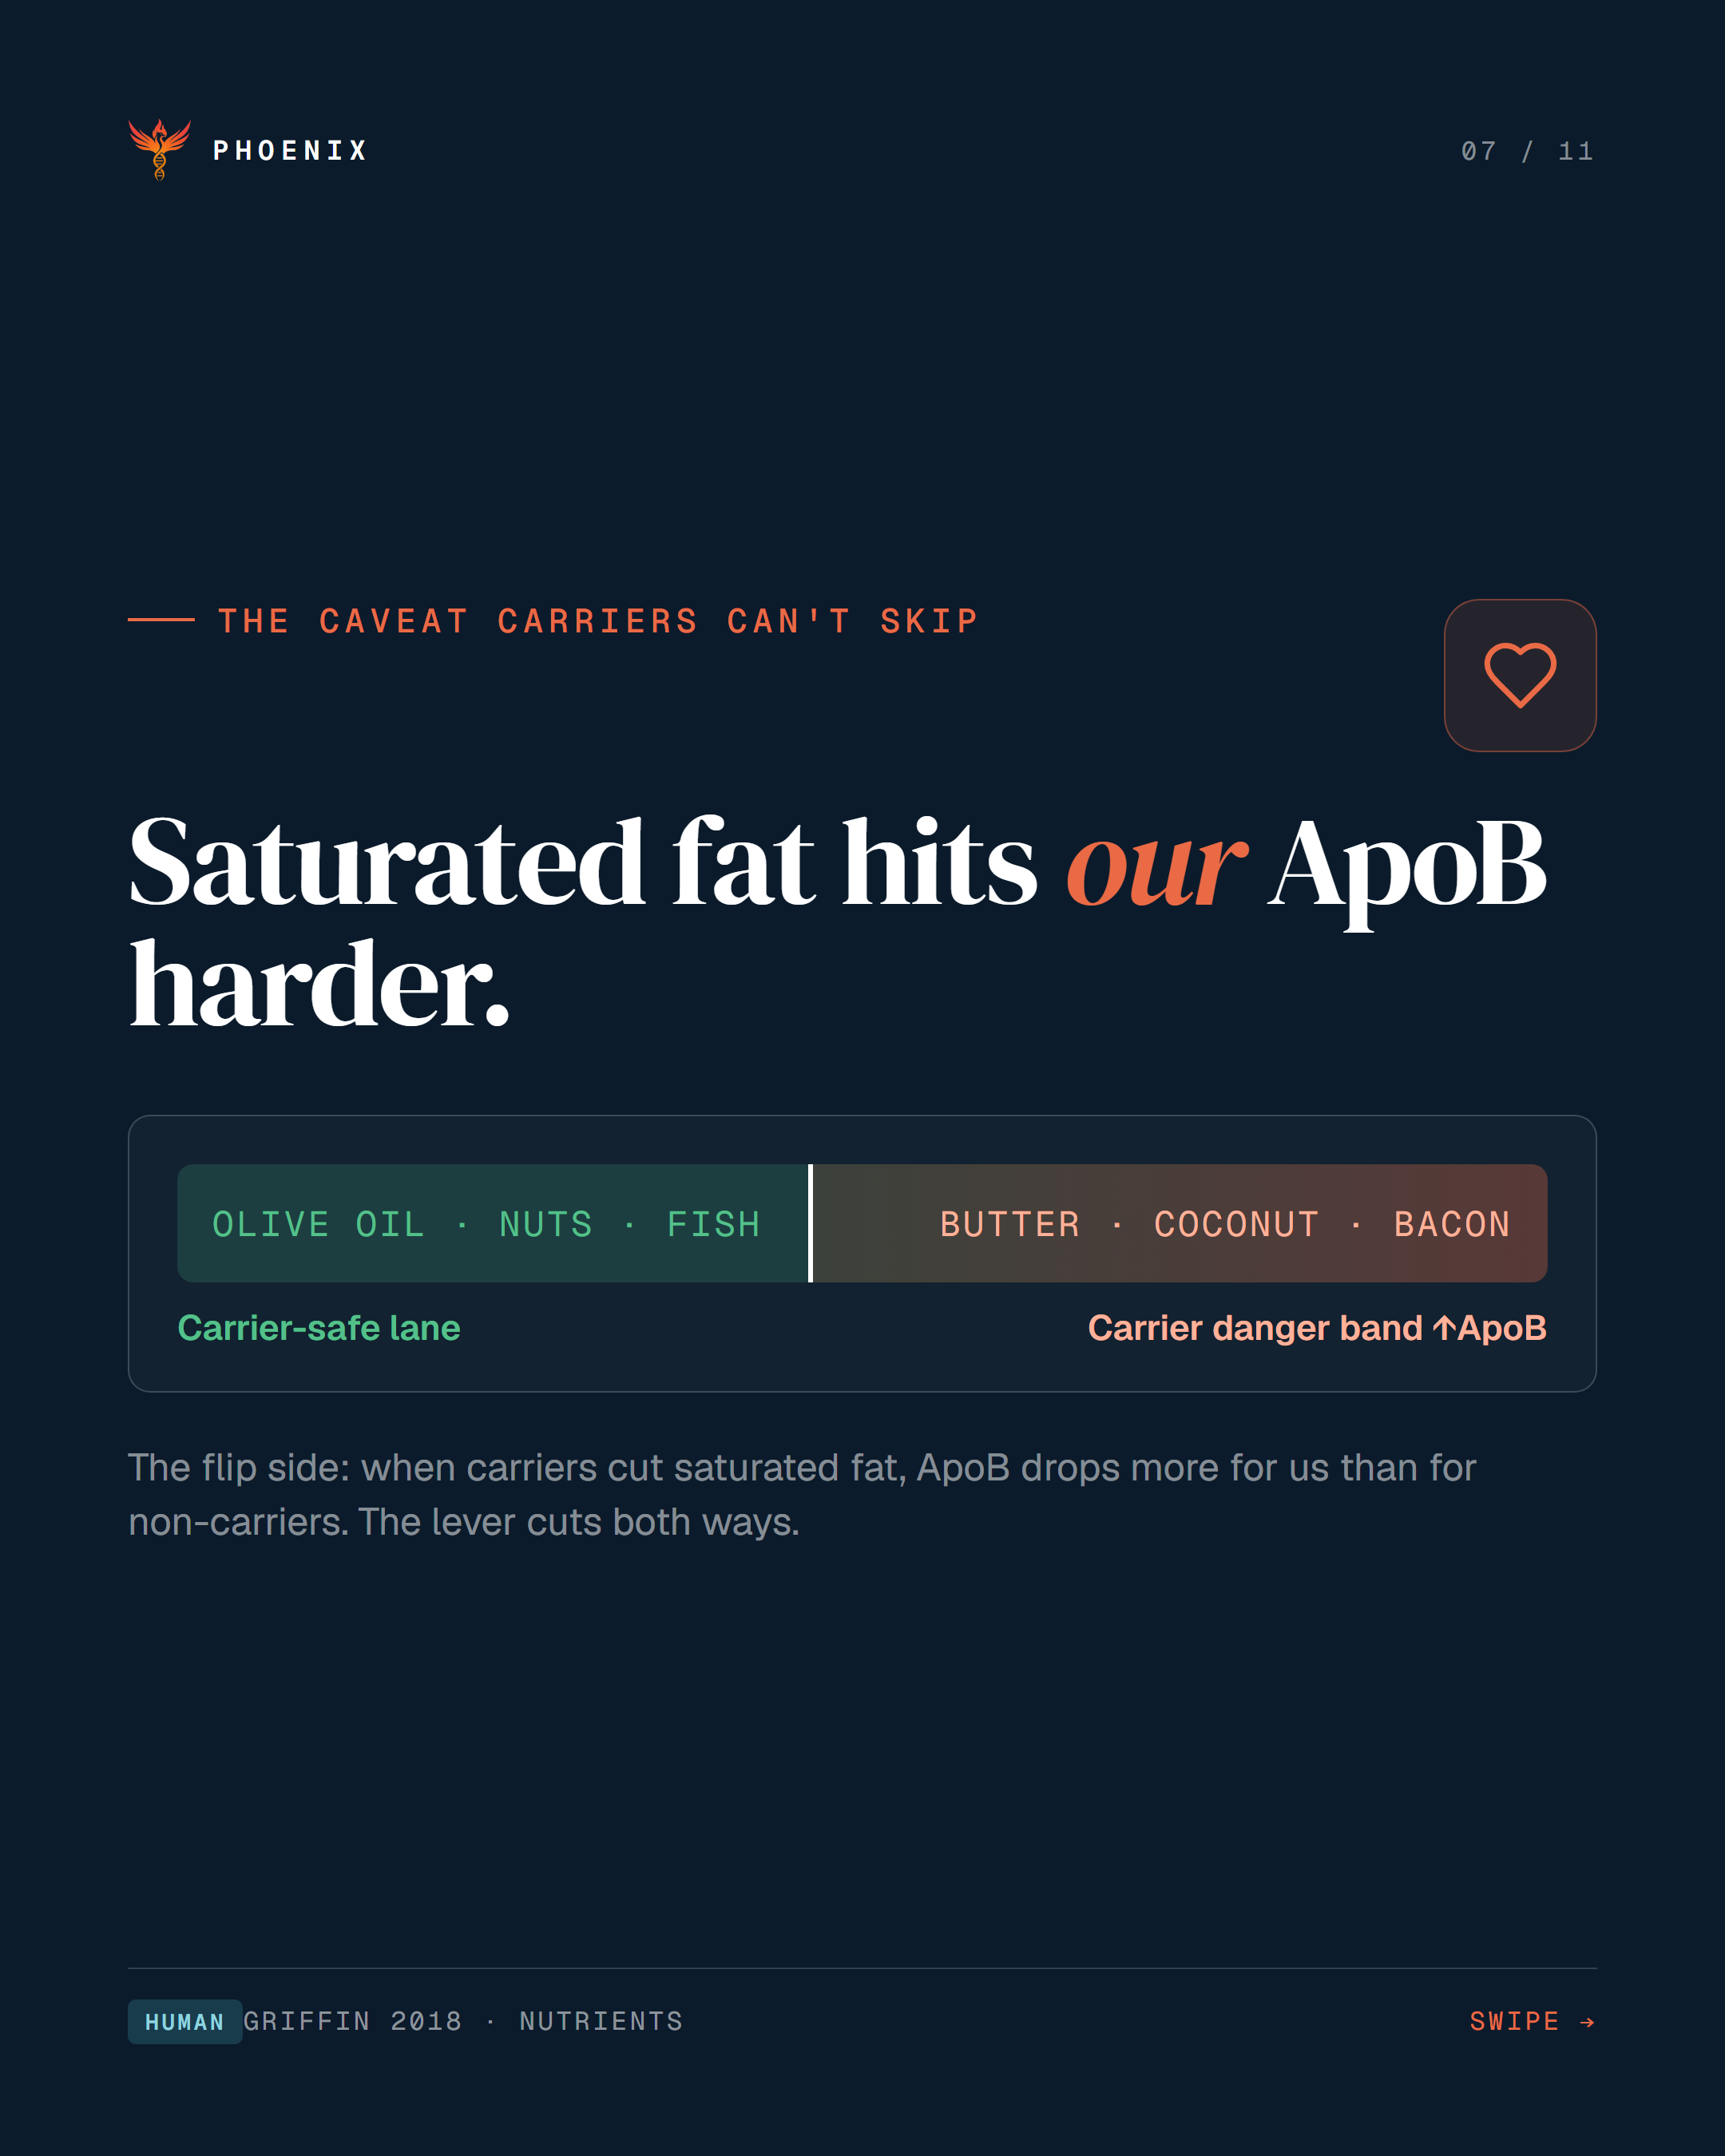 PHOENIX
07 / 11
THE CAVEAT CARRIERS CAN'T SKIP
Saturated fat hits our ApoB
harder.
OLIVE OIL · NUTS · FISH
BUTTER · COCONUT · BACON
Carrier-safe lane
Carrier danger band ↑ApoB
The flip side: when carriers cut saturated fat, ApoB drops more for us than for
non-carriers. The lever cuts both ways.
HUMAN GRIFFIN 2018 · NUTRIENTS
SWIPE →